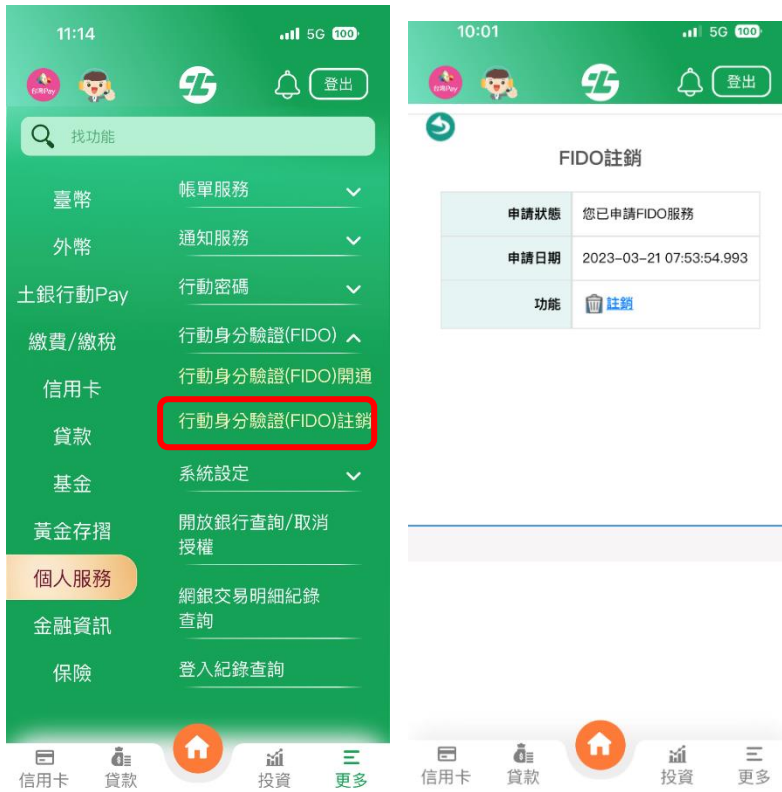 11:14
5G 100
台灣Pay
登出
找功能
臺幣
外幣
土銀行動Pay
繳費/繳稅
信用卡
貸款
基金
黃金存摺
個人服務
金融資訊
保險
帳單服務
通知服務
行動密碼
行動身分驗證(FIDO)
行動身分驗證(FIDO)開通
行動身分驗證(FIDO)註銷
系統設定
開放銀行查詢/取消
授權
網銀交易明細紀錄
查詢
登入紀錄查詢
信用卡
貸款
投資
更多
10:01
5G 100
台灣Pay
登出
FIDO註銷
申請狀態 您已申請FIDO服務
申請日期 2023-03-21 07:53:54.993
功能 註銷
信用卡
貸款
投資
更多